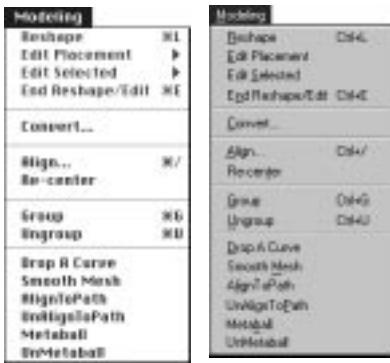 Modeling
Reshape ⌘L
Edit Placement ▶
Edit Selected ▶
End Reshape/Edit ⌘E
Convert...
Align... ⌘/
Re-center
Group ⌘G
Ungroup ⌘U
Drop A Curve
Smooth Mesh
AlignToPath
UnAlignToPath
Metaball
UnMetaball
Modeling
Reshape Ctrl+L
Edit Placement
Edit Selected
End Reshape/Edit Ctrl+E
Convert...
Align... Ctrl+/
Re-center
Group Ctrl+G
Ungroup Ctrl+U
Drop A Curve
Smooth Mesh
AlignToPath
UnAlignToPath
Metaball
UnMetaball